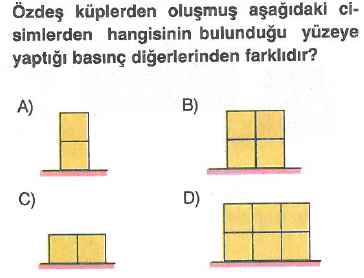 Özdeş küplerden oluşmuş aşağıdaki ci-
simlerden hangisinin bulunduğu yüzeye
yaptığı basınç diğerlerinden farklıdır?
A)
B)
C)
D)